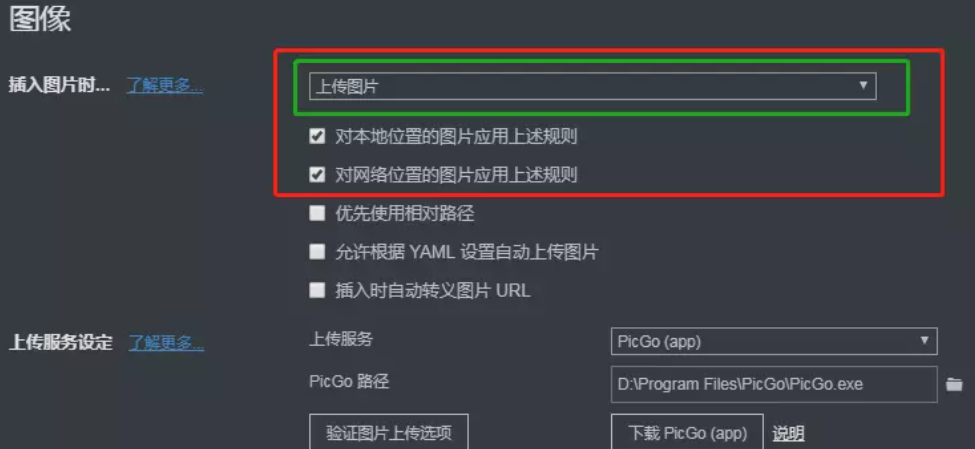 图像
插入图片时... 了解更多...
上传图片
对本地位置的图片应用上述规则
对网络位置的图片应用上述规则
优先使用相对路径
允许根据 YAML 设置自动上传图片
插入时自动转义图片 URL
上传服务设定 了解更多...
上传服务 PicGo (app)
PicGo 路径 D:\Program Files\PicGo\PicGo.exe
验证图片上传选项 下载 PicGo (app) 说明